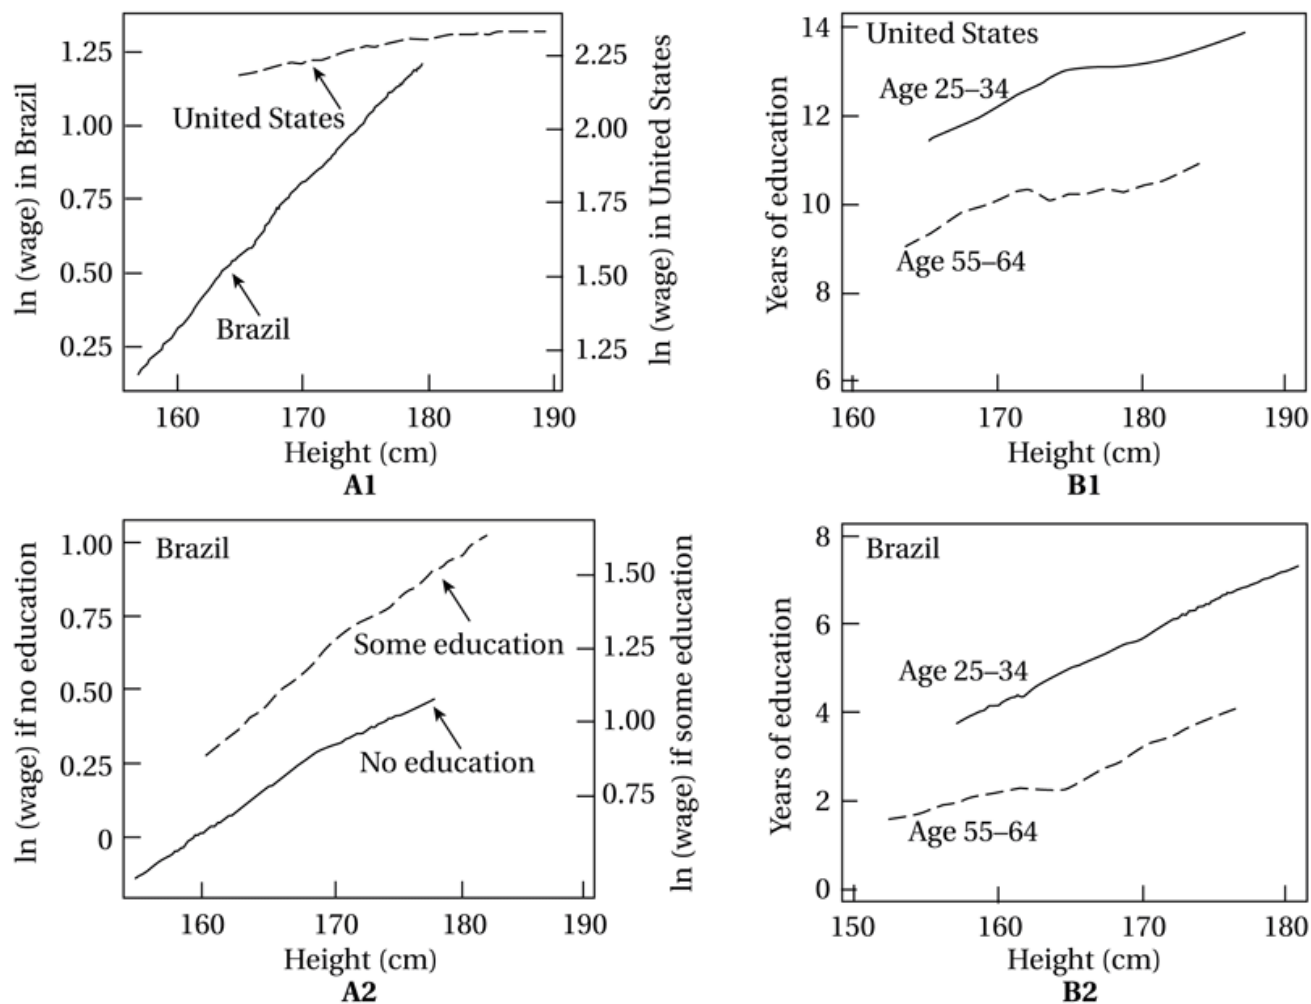 ln (wage) in Brazil
1.25
1.00
0.75
0.50
0.25
United States
Brazil
2.25
2.00
1.75
1.50
1.25
ln (wage) in United States
160 170 180 190
Height (cm)
A1
Years of education
14
12
10
8
6
United States
Age 25–34
Age 55–64
160 170 180 190
Height (cm)
B1
ln (wage) if no education
1.00
0.75
0.50
0.25
0
Brazil
Some education
No education
1.50
1.25
1.00
0.75
ln (wage) if some education
160 170 180 190
Height (cm)
A2
Years of education
8
6
4
2
0
Brazil
Age 25–34
Age 55–64
150 160 170 180
Height (cm)
B2